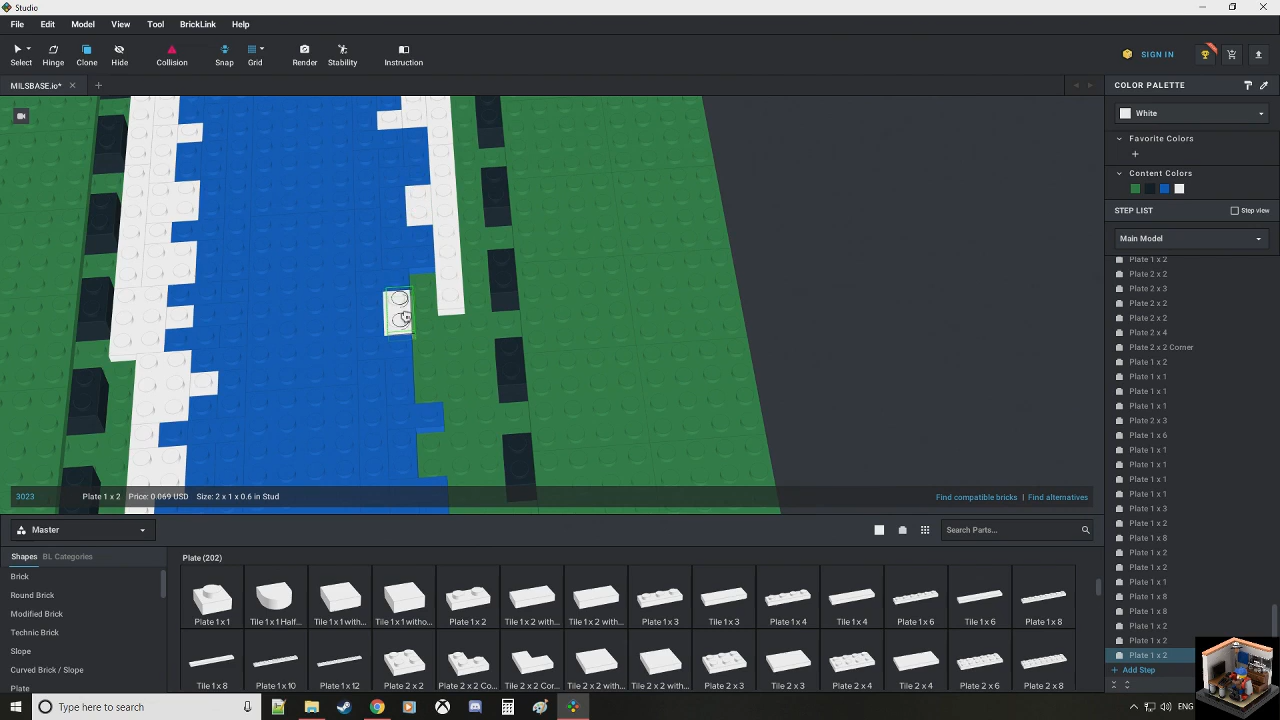 Studio
File Edit Model View Tool BrickLink Help
Select Hinge Clone Hide Collision Snap Grid Render Stability Instruction
SIGN IN
MILSBASE.io*
COLOR PALETTE
White
Favorite Colors
Content Colors
STEP LIST
Step view
Main Model
Plate 1 x 2
Plate 2 x 2
Plate 2 x 3
Plate 2 x 2
Plate 2 x 2
Plate 2 x 4
Plate 2 x 2 Corner
Plate 1 x 2
Plate 1 x 1
Plate 1 x 1
Plate 1 x 1
Plate 2 x 3
Plate 1 x 6
Plate 1 x 1
Plate 1 x 1
Plate 1 x 1
Plate 1 x 1
Plate 1 x 3
Plate 1 x 2
Plate 1 x 8
Plate 1 x 2
Plate 1 x 2
Plate 1 x 1
Plate 1 x 8
Plate 1 x 8
Plate 1 x 2
Plate 1 x 2
Plate 1 x 2
+ Add Step
3023 Plate 1 x 2 Price: 0.069 USD Size: 2 x 1 x 0.6 in Stud
Find compatible bricks | Find alternatives
Master
Search Parts...
Shapes BL Categories
Brick
Round Brick
Modified Brick
Technic Brick
Slope
Curved Brick / Slope
Plate
Plate (202)
Plate 1 x 1 Tile 1 x 1 Half... Tile 1 x 1 with... Tile 1 x 1 witho... Plate 1 x 2 Tile 1 x 2 with... Tile 1 x 2 with... Plate 1 x 3 Tile 1 x 3 Plate 1 x 4 Tile 1 x 4 Plate 1 x 6 Tile 1 x 6 Plate 1 x 8
Tile 1 x 8 Plate 1 x 10 Plate 1 x 12 Plate 2 x 2 Plate 2 x 2 Co... Tile 2 x 2 Cor... Tile 2 x 2 with... Tile 2 x 2 with... Plate 2 x 3 Tile 2 x 3 Plate 2 x 4 Tile 2 x 4 Plate 2 x 6 Plate 2 x 8
Type here to search
ENG